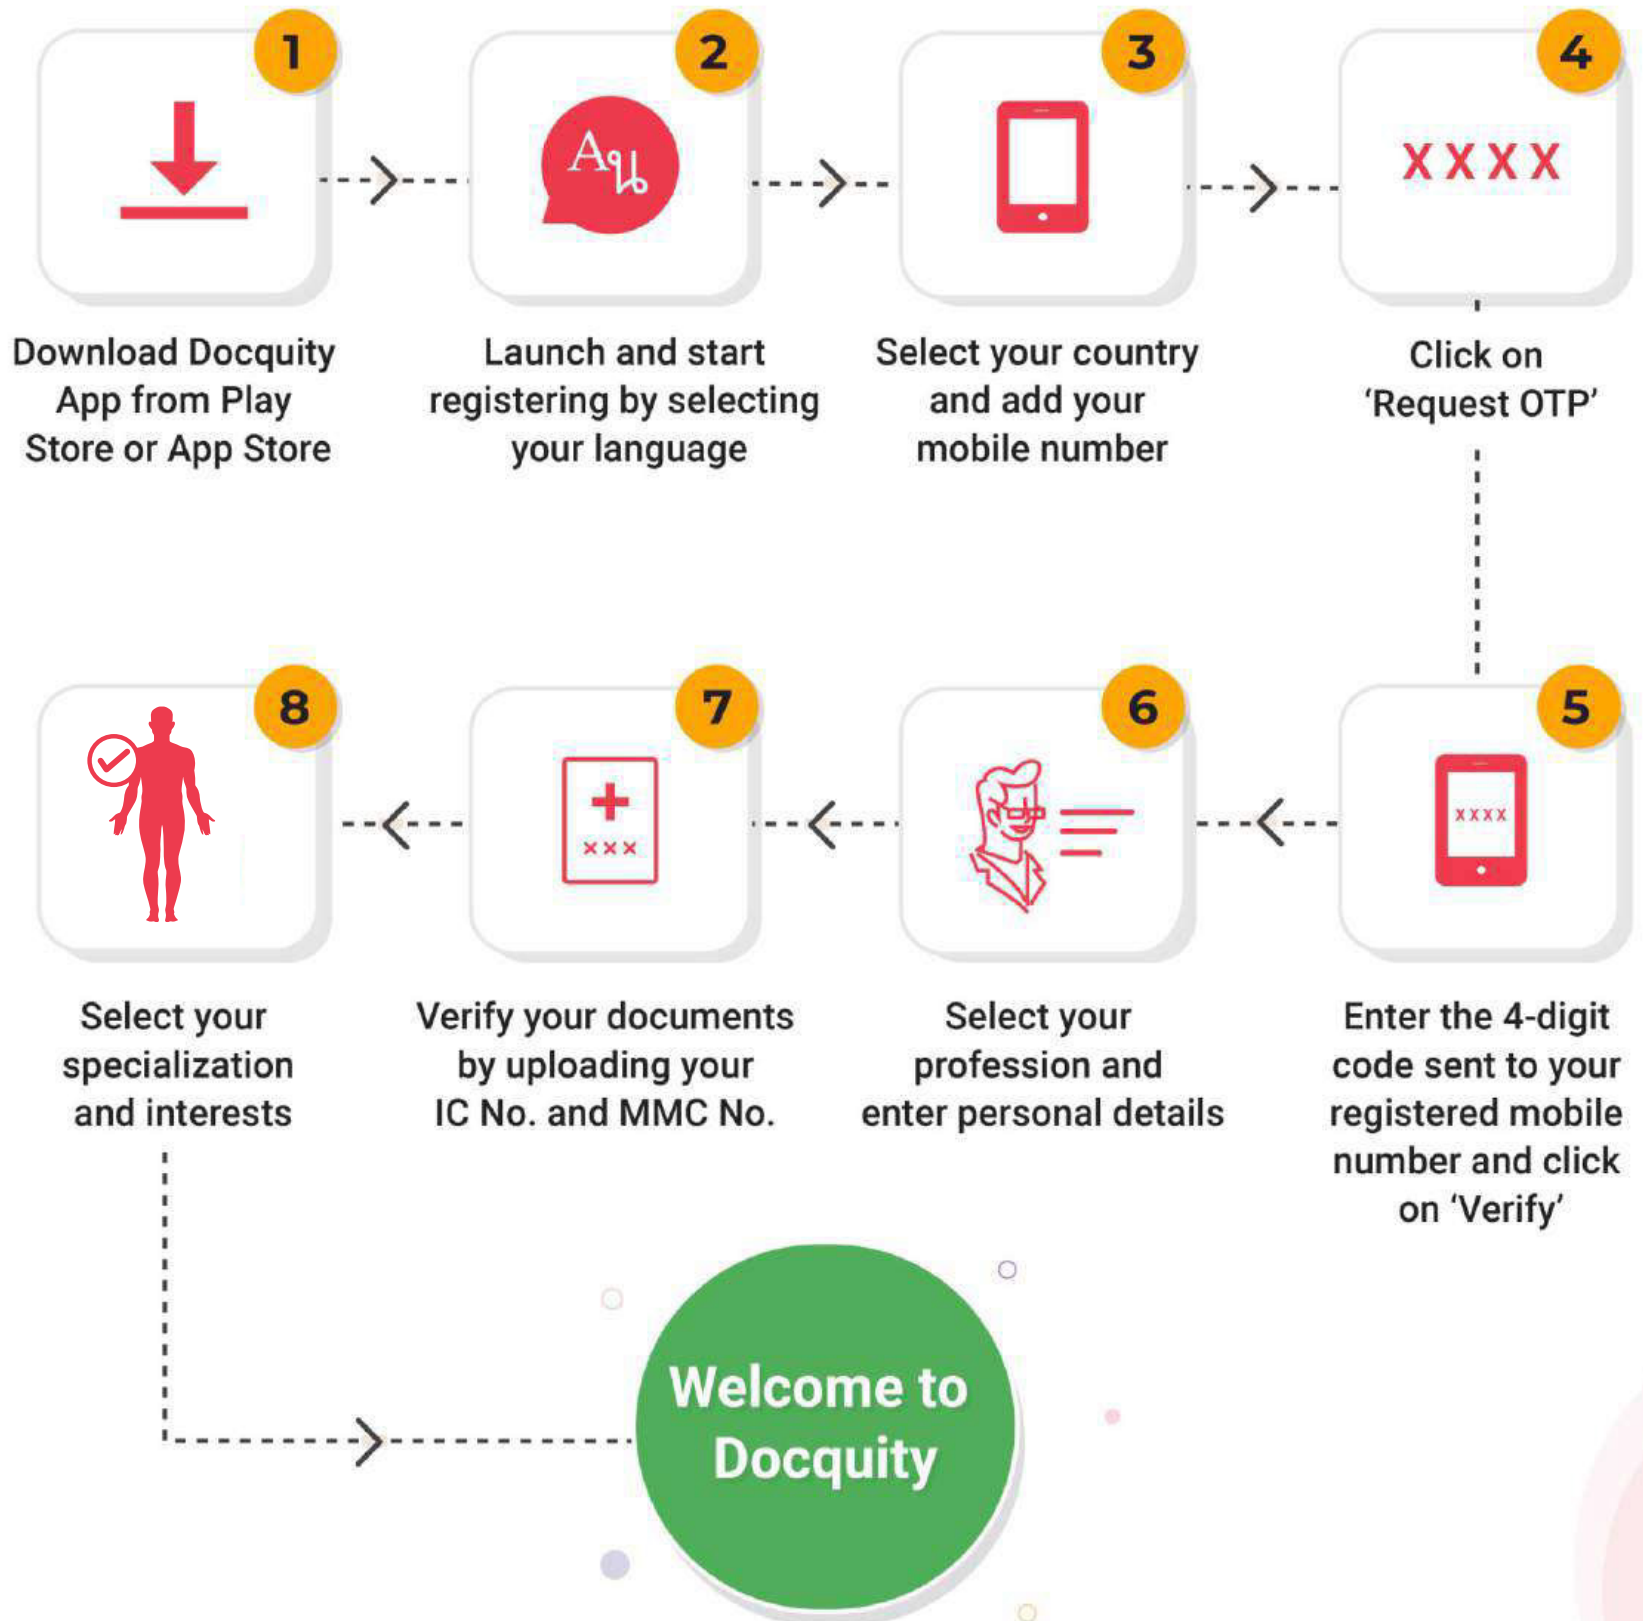 1
Download Docquity
App from Play
Store or App Store
2
Aน
Launch and start
registering by selecting
your language
3
Select your country
and add your
mobile number
4
X X X X
Click on
‘Request OTP’
5
x x x x
Enter the 4-digit
code sent to your
registered mobile
number and click
on ‘Verify’
6
Select your
profession and
enter personal details
7
x x x
Verify your documents
by uploading your
IC No. and MMC No.
8
Select your
specialization
and interests
Welcome to
Docquity